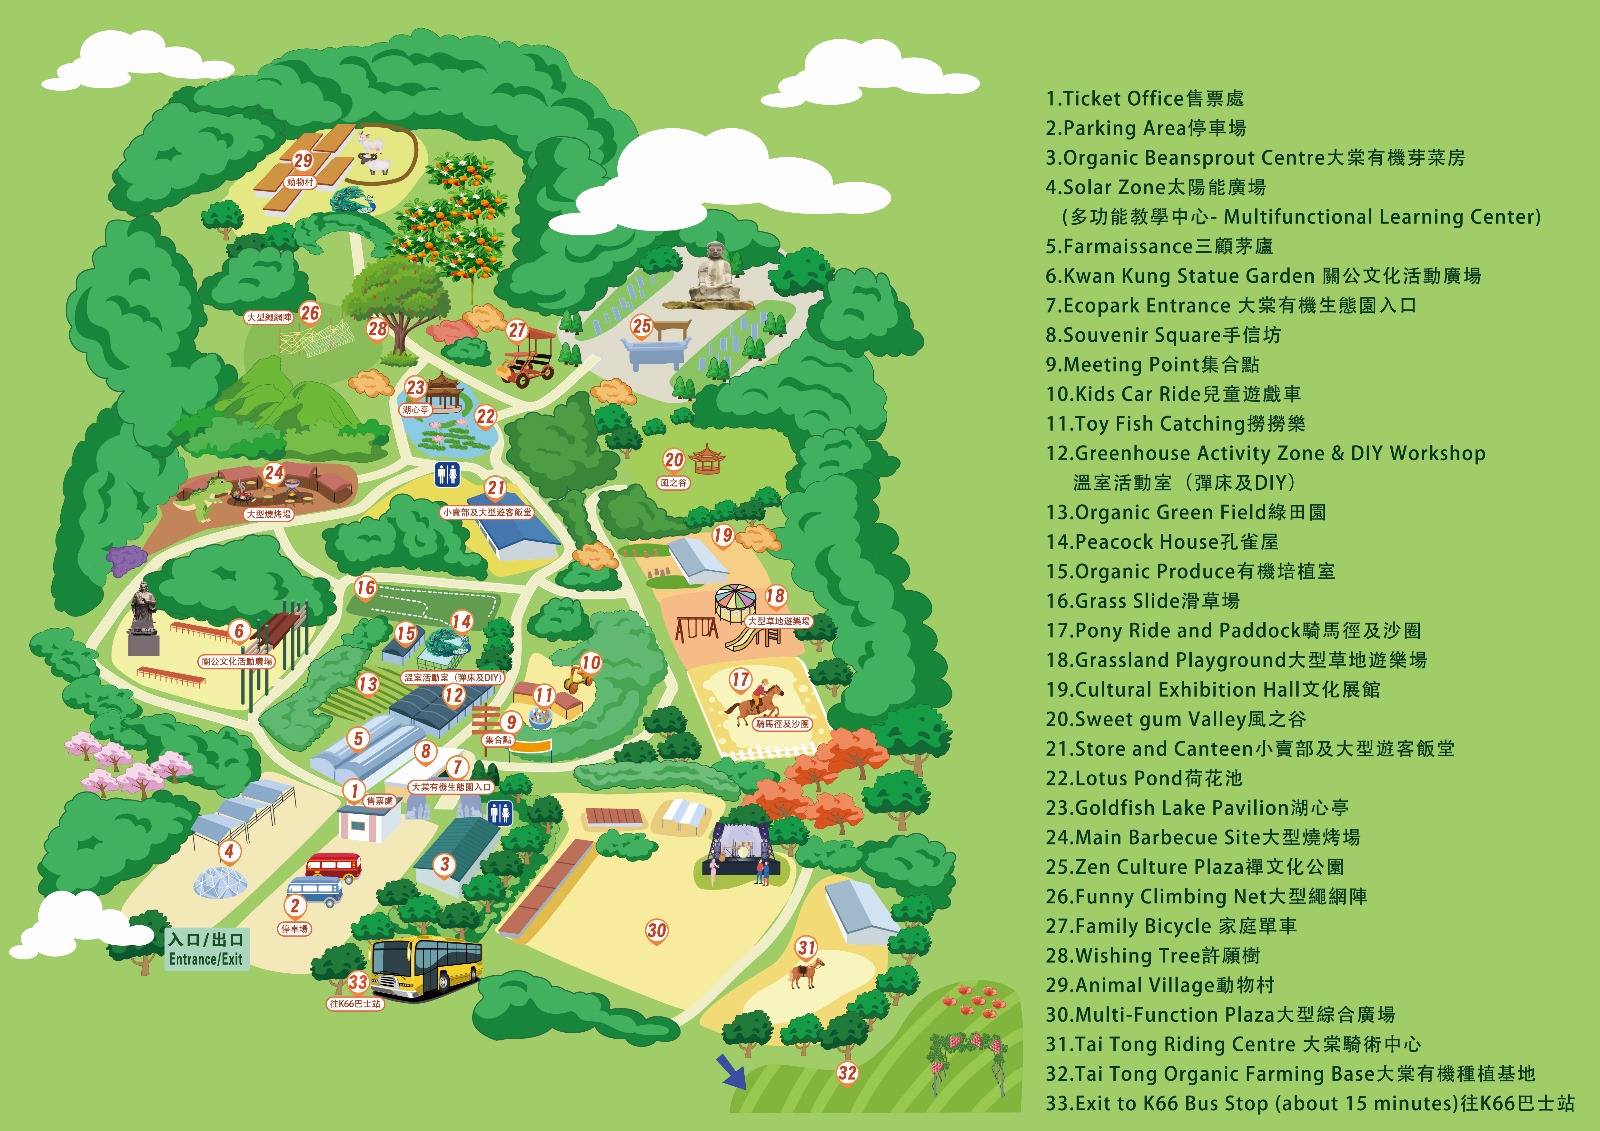 29
動物村
大型繩網陣
26
28
27
25
23
湖心亭
22
24
大型燒烤場
21
小賣部及大型遊客飯堂
20
風之谷
19
16
18
大型草地遊樂場
6
關公文化活動廣場
15
14
溫室活動室（彈床及DIY）
13
12
10
11
17
騎馬徑及沙圈
5
9
集合點
8
7
大棠有機生態園入口
1
售票處
4
3
2
停車場
入口/出口
Entrance/Exit
30
31
33
往K66巴士站
32
1.Ticket Office售票處
2.Parking Area停車場
3.Organic Beansprout Centre大棠有機芽菜房
4.Solar Zone太陽能廣場
(多功能教學中心- Multifunctional Learning Center)
5.Farmaissance三顧茅廬
6.Kwan Kung Statue Garden 關公文化活動廣場
7.Ecopark Entrance 大棠有機生態園入口
8.Souvenir Square手信坊
9.Meeting Point集合點
10.Kids Car Ride兒童遊戲車
11.Toy Fish Catching撈撈樂
12.Greenhouse Activity Zone & DIY Workshop
溫室活動室（彈床及DIY）
13.Organic Green Field綠田園
14.Peacock House孔雀屋
15.Organic Produce有機培植室
16.Grass Slide滑草場
17.Pony Ride and Paddock騎馬徑及沙圈
18.Grassland Playground大型草地遊樂場
19.Cultural Exhibition Hall文化展館
20.Sweet gum Valley風之谷
21.Store and Canteen小賣部及大型遊客飯堂
22.Lotus Pond荷花池
23.Goldfish Lake Pavilion湖心亭
24.Main Barbecue Site大型燒烤場
25.Zen Culture Plaza禪文化公園
26.Funny Climbing Net大型繩網陣
27.Family Bicycle 家庭單車
28.Wishing Tree許願樹
29.Animal Village動物村
30.Multi-Function Plaza大型綜合廣場
31.Tai Tong Riding Centre 大棠騎術中心
32.Tai Tong Organic Farming Base大棠有機種植基地
33.Exit to K66 Bus Stop (about 15 minutes)往K66巴士站